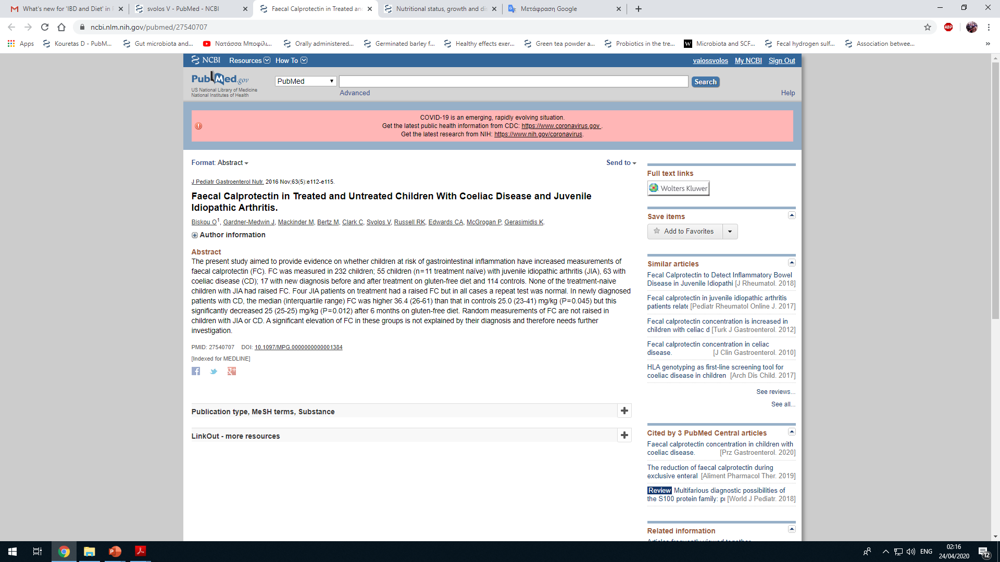 What's new for 'IBD and Diet' in
svolos V - PubMed - NCBI
Faecal Calprotectin in Treated an
Nutritional status, growth and di
Μετάφραση Google
ncbi.nlm.nih.gov/pubmed/27540707
ABP
Apps
Kouretas D - PubM...
Gut microbiota and...
Νατάσσα Μποφίλι...
Orally administered...
Germinated barley f...
Healthy effects exer...
Green tea powder a...
Probiotics in the tre...
Microbiota and SCF...
Fecal hydrogen sulf...
Association betwee...
»
NCBI Resources How To
vaiossvolos My NCBI Sign Out
PubMed.gov
US National Library of Medicine
National Institutes of Health
PubMed
Search
Advanced
Help
COVID-19 is an emerging, rapidly evolving situation.
Get the latest public health information from CDC: https://www.coronavirus.gov .
Get the latest research from NIH: https://www.nih.gov/coronavirus.
Format: Abstract
Send to
J Pediatr Gastroenterol Nutr. 2016 Nov;63(5):e112-e115.
Faecal Calprotectin in Treated and Untreated Children With Coeliac Disease and Juvenile
Idiopathic Arthritis.
Biskou O1, Gardner-Medwin J, Mackinder M, Bertz M, Clark C, Svolos V, Russell RK, Edwards CA, McGrogan P, Gerasimidis K.
Author information
Abstract
The present study aimed to provide evidence on whether children at risk of gastrointestinal inflammation have increased measurements of
faecal calprotectin (FC). FC was measured in 232 children; 55 children (n=11 treatment naïve) with juvenile idiopathic arthritis (JIA), 63 with
coeliac disease (CD); 17 with new diagnosis before and after treatment on gluten-free diet and 114 controls. None of the treatment-naive
children with JIA had raised FC. Four JIA patients on treatment had a raised FC but in all cases a repeat test was normal. In newly diagnosed
patients with CD, the median (interquartile range) FC was higher 36.4 (26-61) than that in controls 25.0 (23-41) mg/kg (P=0.045) but this
significantly decreased 25 (25-25) mg/kg (P=0.012) after 6 months on gluten-free diet. Random measurements of FC are not raised in
children with JIA or CD. A significant elevation of FC in these groups is not explained by their diagnosis and therefore needs further
investigation.
PMID: 27540707 DOI: 10.1097/MPG.0000000000001384
[Indexed for MEDLINE]
Publication type, MeSH terms, Substance
LinkOut - more resources
Full text links
Wolters Kluwer
Save items
Add to Favorites
Similar articles
Fecal Calprotectin to Detect Inflammatory Bowel
Disease in Juvenile Idiopathi [J Rheumatol. 2018]
Fecal calprotectin in juvenile idiopathic arthritis
patients relate [Pediatr Rheumatol Online J. 2017]
Fecal calprotectin concentration is increased in
children with celiac d [Turk J Gastroenterol. 2012]
Fecal calprotectin concentration in celiac
disease. [J Clin Gastroenterol. 2010]
HLA genotyping as first-line screening tool for
coeliac disease in children [Arch Dis Child. 2017]
See reviews...
See all...
Cited by 3 PubMed Central articles
Faecal calprotectin concentration in children with
coeliac disease. [Prz Gastroenterol. 2020]
The reduction of faecal calprotectin during
exclusive enteral [Aliment Pharmacol Ther. 2019]
Review Multifarious diagnostic possibilities of
the S100 protein family: p [World J Pediatr. 2018]
Related information
Articles frequently viewed together
ENG
02:16
24/04/2020
12